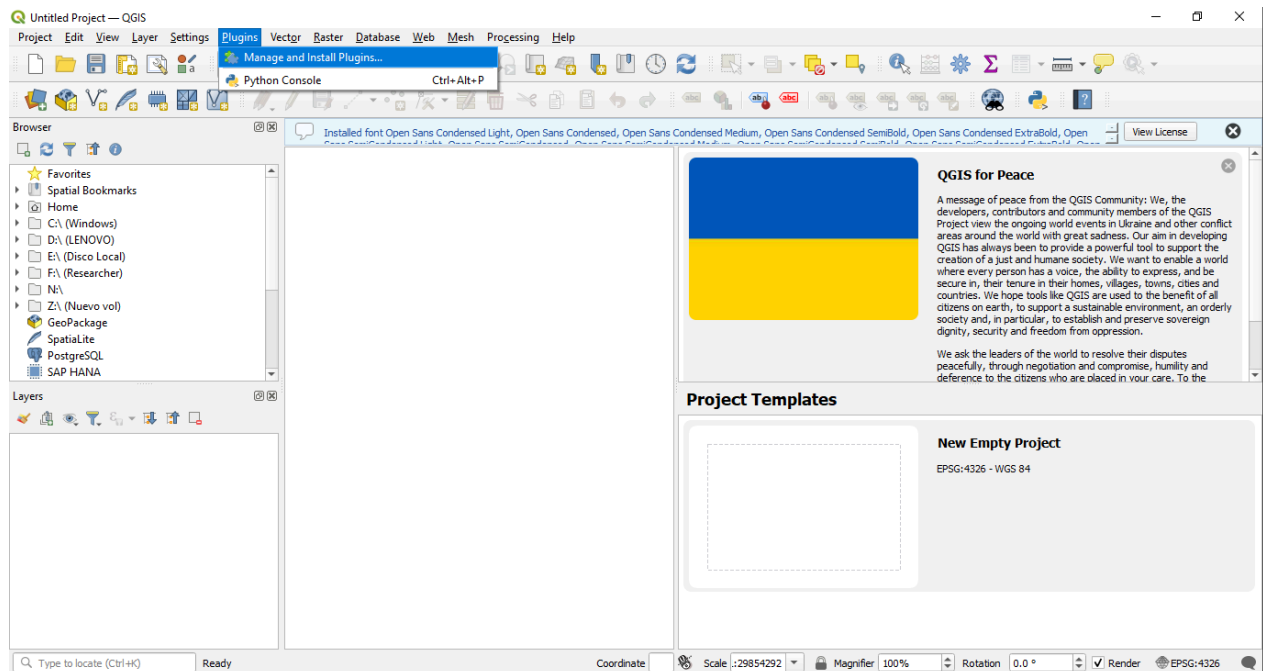 Untitled Project — QGIS
Project Edit View Layer Settings Plugins Vector Raster Database Web Mesh Processing Help
Manage and Install Plugins...
Python Console Ctrl+Alt+P
Browser
Installed font Open Sans Condensed Light, Open Sans Condensed, Open Sans Condensed Medium, Open Sans Condensed SemiBold, Open Sans Condensed ExtraBold, Open
View License
Favorites
Spatial Bookmarks
Home
C:\ (Windows)
D:\ (LENOVO)
E:\ (Disco Local)
F:\ (Researcher)
N:\
Z:\ (Nuevo vol)
GeoPackage
SpatiaLite
PostgreSQL
SAP HANA
Layers
QGIS for Peace
A message of peace from the QGIS Community: We, the
developers, contributors and community members of the QGIS
Project view the ongoing world events in Ukraine and other conflict
areas around the world with great sadness. Our aim in developing
QGIS has always been to provide a powerful tool to support the
creation of a just and humane society. We want to enable a world
where every person has a voice, the ability to express, and be
secure in, their tenure in their homes, villages, towns, cities and
countries. We hope tools like QGIS are used to the benefit of all
citizens on earth, to support a sustainable environment, an orderly
society and, in particular, to establish and preserve sovereign
dignity, security and freedom from oppression.
We ask the leaders of the world to resolve their disputes
peacefully, through negotiation and compromise, humility and
deference to the citizens who are placed in your care. To the
Project Templates
New Empty Project
EPSG:4326 - WGS 84
Type to locate (Ctrl+K) Ready Coordinate Scale .:29854292 Magnifier 100% Rotation 0.0 ° Render EPSG:4326